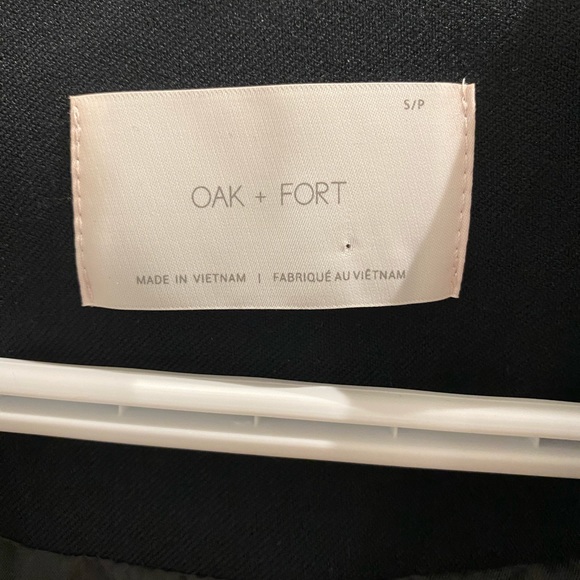 S/P
OAK + FORT
MADE IN VIETNAM | FABRIQUÉ AU VIÊTNAM